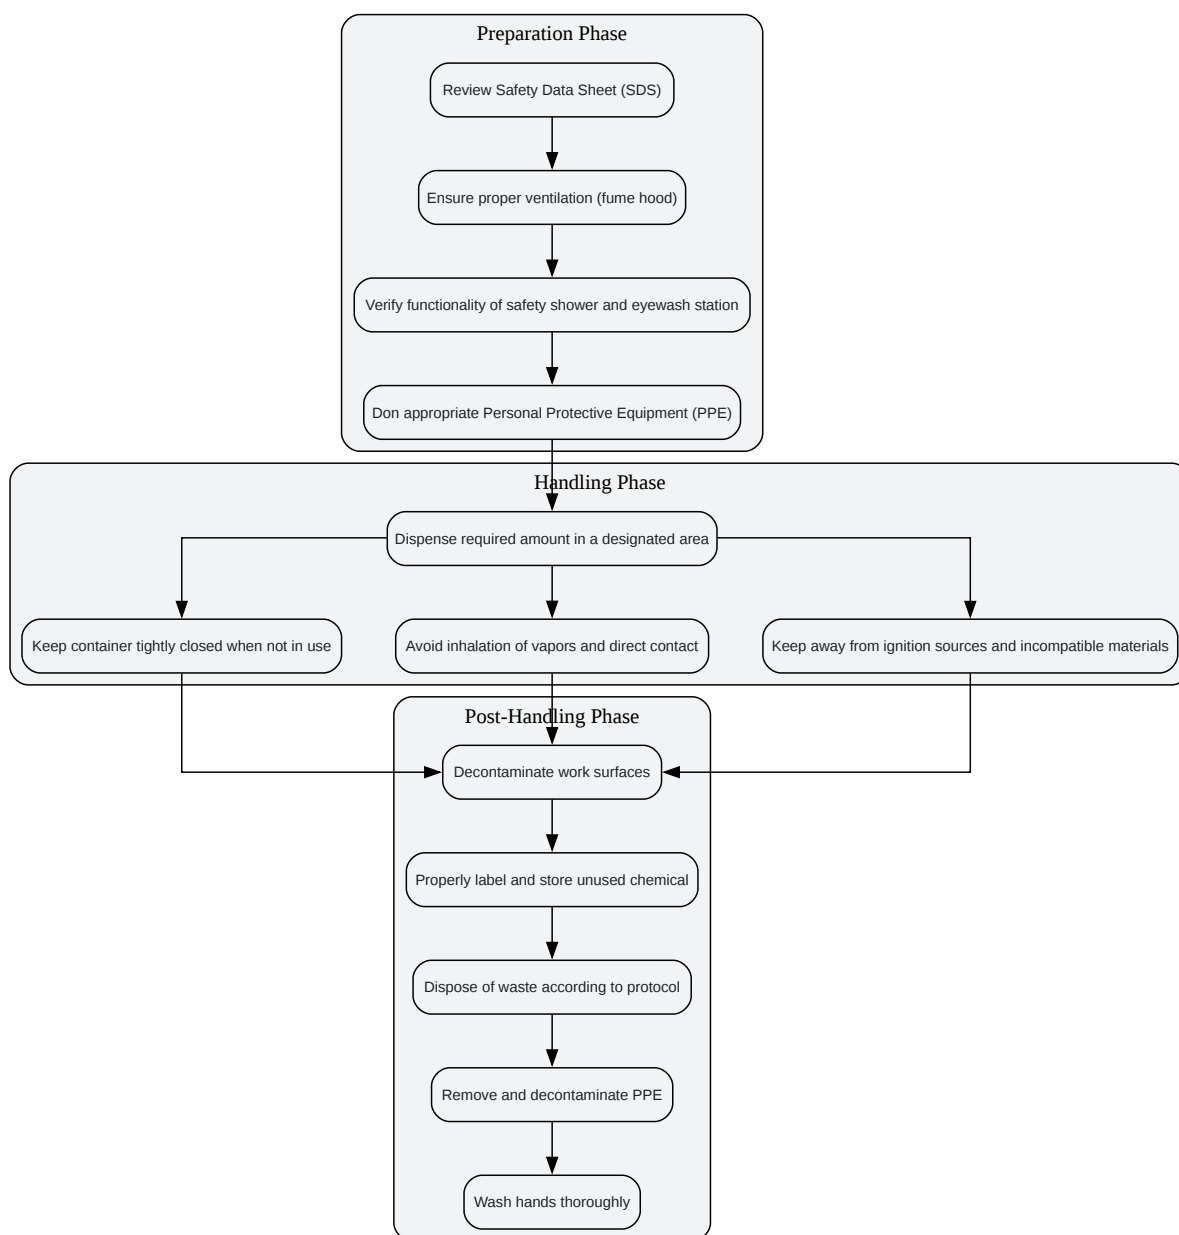 Preparation Phase
Review Safety Data Sheet (SDS)
Ensure proper ventilation (fume hood)
Verify functionality of safety shower and eyewash station
Don appropriate Personal Protective Equipment (PPE)
Handling Phase
Dispense required amount in a designated area
Keep container tightly closed when not in use
Avoid inhalation of vapors and direct contact
Keep away from ignition sources and incompatible materials
Post-Handling Phase
Decontaminate work surfaces
Properly label and store unused chemical
Dispose of waste according to protocol
Remove and decontaminate PPE
Wash hands thoroughly